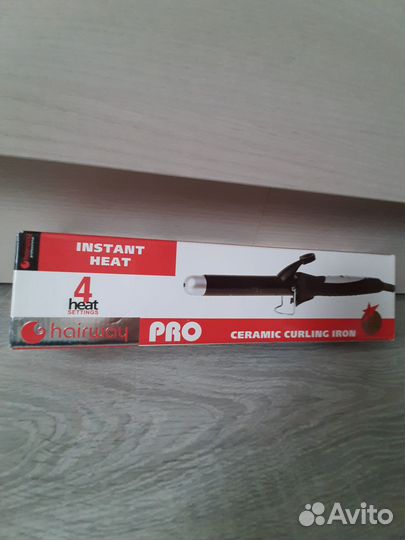 INSTANT
HEAT
4
heat
SETTINGS
hairway
PRO
CERAMIC CURLING IRON
Avito